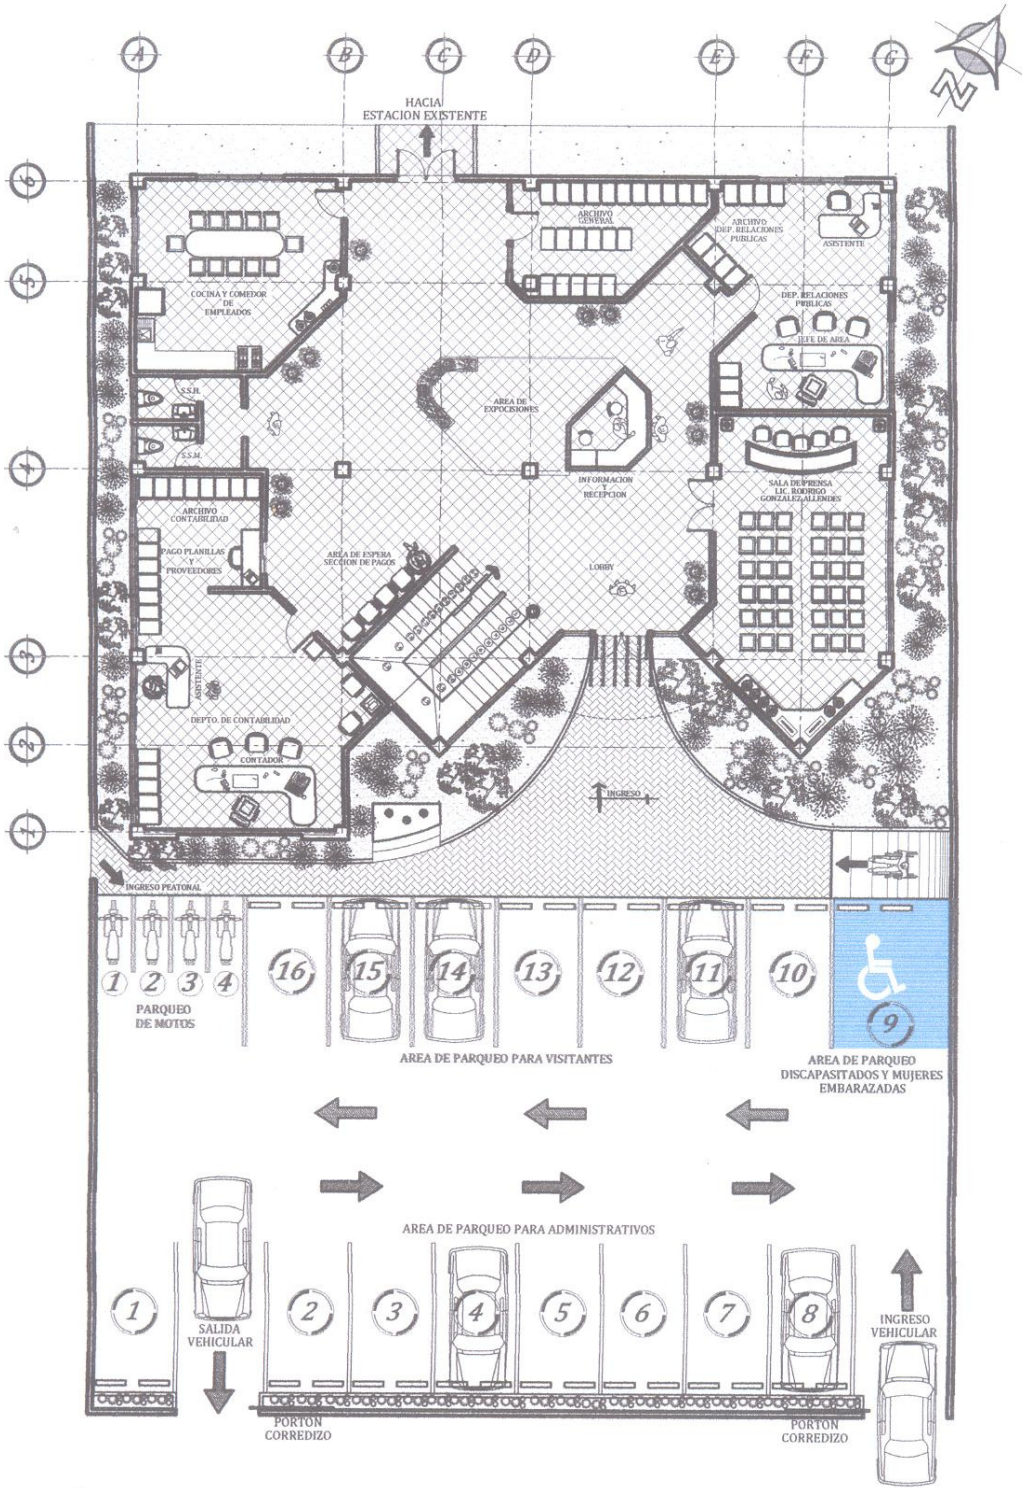 A
B
C
D
E
F
G
N
HACIA
ESTACION EXISTENTE
6
5
4
3
2
1
ARCHIVO
GENERAL
ARCHIVO
DEP. RELACIONES
PUBLICAS
ASISTENTE
COCINA Y COMEDOR
DE
EMPLEADOS
DEP. RELACIONES
PUBLICAS
JEFE DE AREA
S.S.H.
S.S.M.
AREA DE
EXPOCISIONES
INFORMACION
Y
RECEPCION
SALA DE PRENSA
LIC. RODRIGO
GONZALEZ ALLENDES
ARCHIVO
CONTABILIDAD
PAGO PLANILLAS
Y
PROVEEDORES
AREA DE ESPERA
SECCION DE PAGOS
LOBBY
ASISTENTE
DEPTO. DE CONTABILIDAD
CONTADOR
INGRESO
INGRESO PEATONAL
1
2
3
4
PARQUEO
DE MOTOS
16
15
14
13
12
11
10
9
AREA DE PARQUEO PARA VISITANTES
AREA DE PARQUEO
DISCAPASITADOS Y MUJERES
EMBARAZADAS
AREA DE PARQUEO PARA ADMINISTRATIVOS
1
2
3
4
5
6
7
8
SALIDA
VEHICULAR
INGRESO
VEHICULAR
PORTON
CORREDIZO
PORTON
CORREDIZO